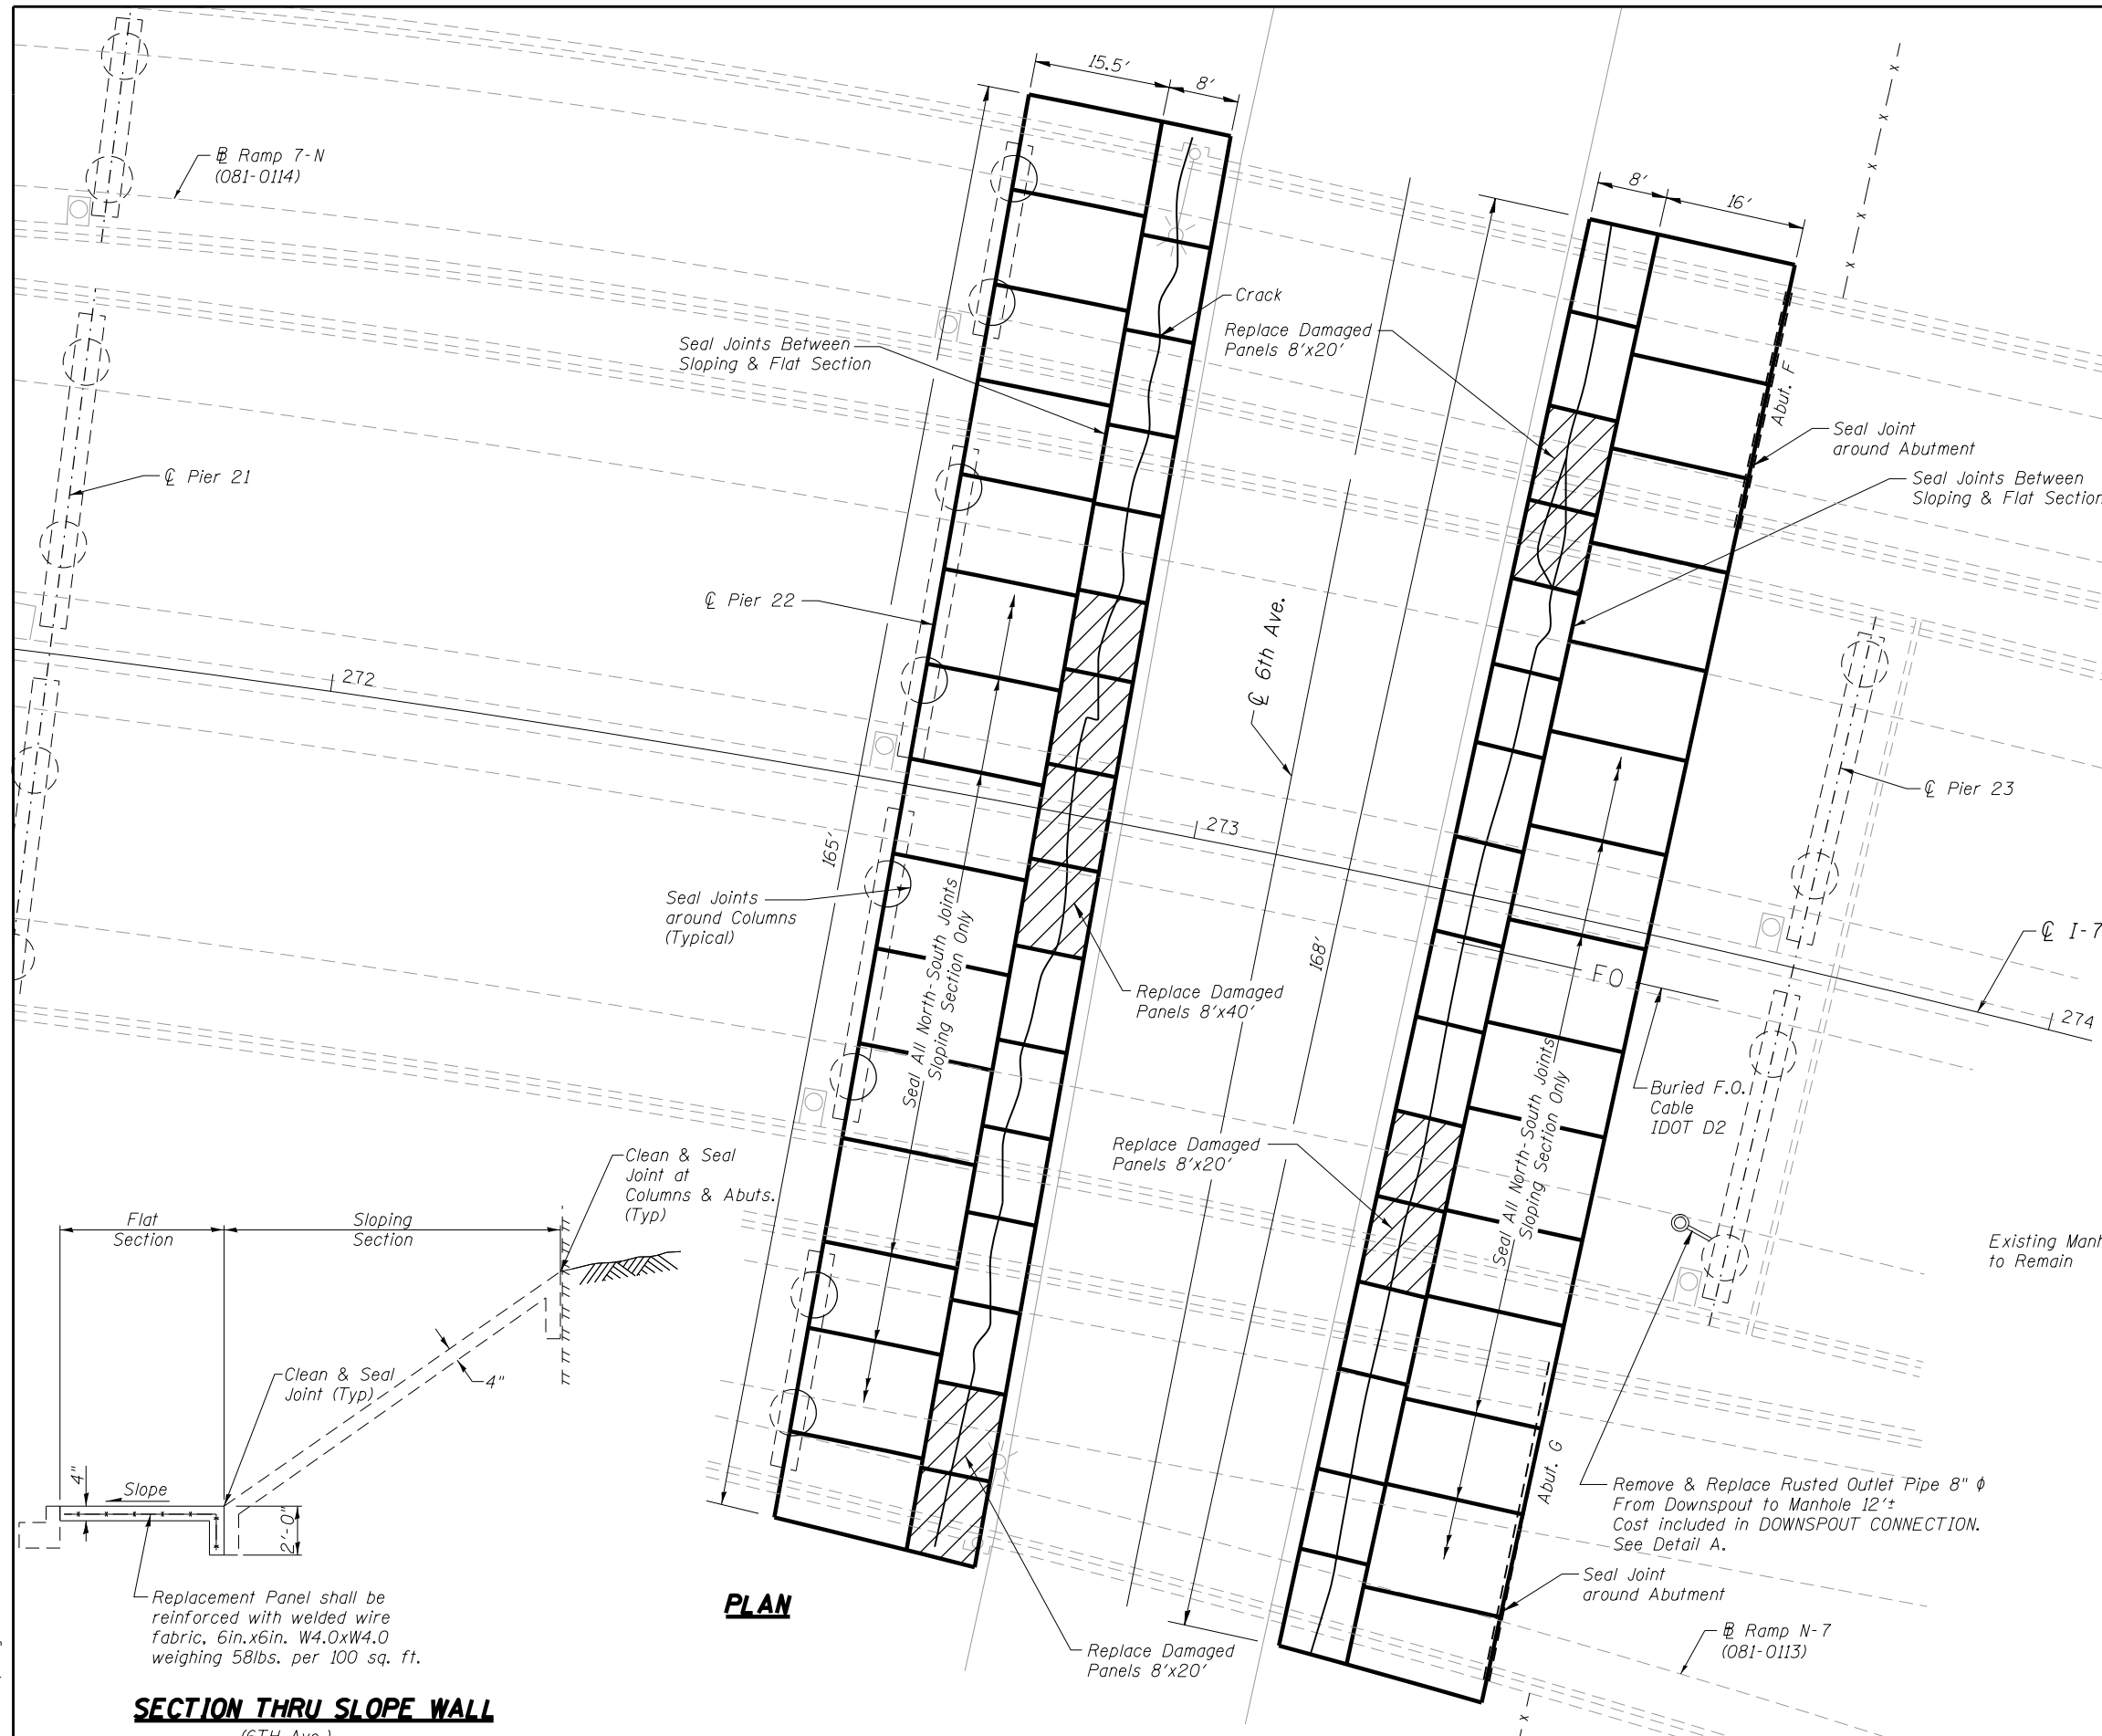 15.5'
8'
℄ Ramp 7-N
(081-0114)
8'
16'
Crack
Replace Damaged
Panels 8'x20'
Seal Joints Between
Sloping & Flat Section
Abut. F
Seal Joint
around Abutment
Seal Joints Between
Sloping & Flat Section
℄ Pier 21
℄ Pier 22
℄ 6th Ave.
272
273
274
℄ Pier 23
165'
168'
Seal Joints
around Columns
(Typical)
Seal All North-South Joints
Sloping Section Only
℄ I-7
FO
Replace Damaged
Panels 8'x40'
Buried F.O.
Cable
IDOT D2
Replace Damaged
Panels 8'x20'
Seal All North-South Joints
Sloping Section Only
Clean & Seal
Joint at
Columns & Abuts.
(Typ)
Flat
Section
Sloping
Section
Existing Manh
to Remain
Clean & Seal
Joint (Typ)
4"
4"
Slope
2'-0"
Abut. G
Remove & Replace Rusted Outlet Pipe 8" ϕ
From Downspout to Manhole 12'±
Cost included in DOWNSPOUT CONNECTION.
See Detail A.
Seal Joint
around Abutment
Replacement Panel shall be
reinforced with welded wire
fabric, 6in.x6in. W4.0xW4.0
weighing 58lbs. per 100 sq. ft.
PLAN
Replace Damaged
Panels 8'x20'
℄ Ramp N-7
(081-0113)
SECTION THRU SLOPE WALL
(6TH Ave.)